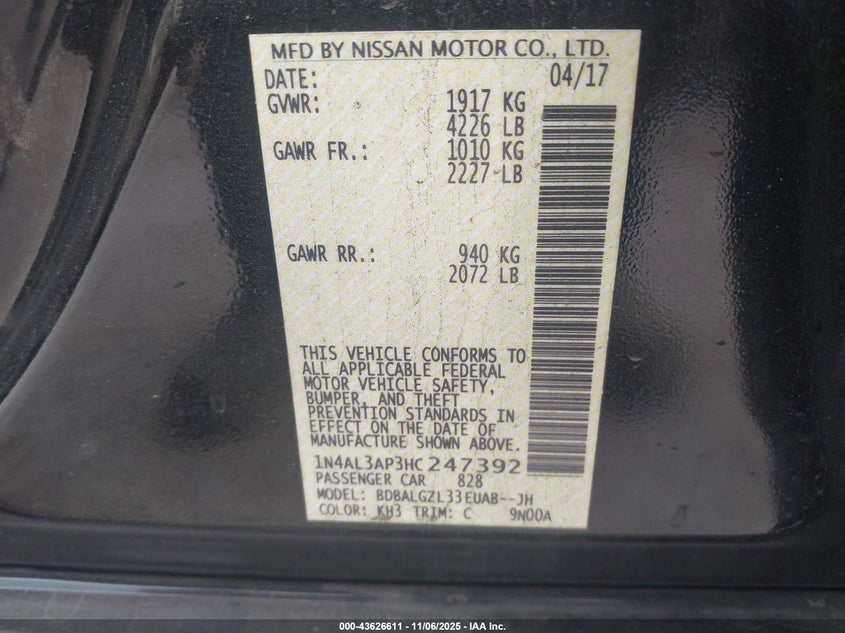 MFD BY NISSAN MOTOR CO., LTD.
DATE: 04/17
GVWR: 1917 KG
4226 LB
GAWR FR.: 1010 KG
2227 LB
GAWR RR.: 940 KG
2072 LB
THIS VEHICLE CONFORMS TO
ALL APPLICABLE FEDERAL
MOTOR VEHICLE SAFETY,
BUMPER, AND THEFT
PREVENTION STANDARDS IN
EFFECT ON THE DATE OF
MANUFACTURE SHOWN ABOVE.
1N4AL3AP3HC247392
PASSENGER CAR 828
MODEL: BDBALGZL33EUAB--JH
COLOR: KH3 TRIM: C 9N00A
000-43626611 - 11/06/2025 - IAA Inc.